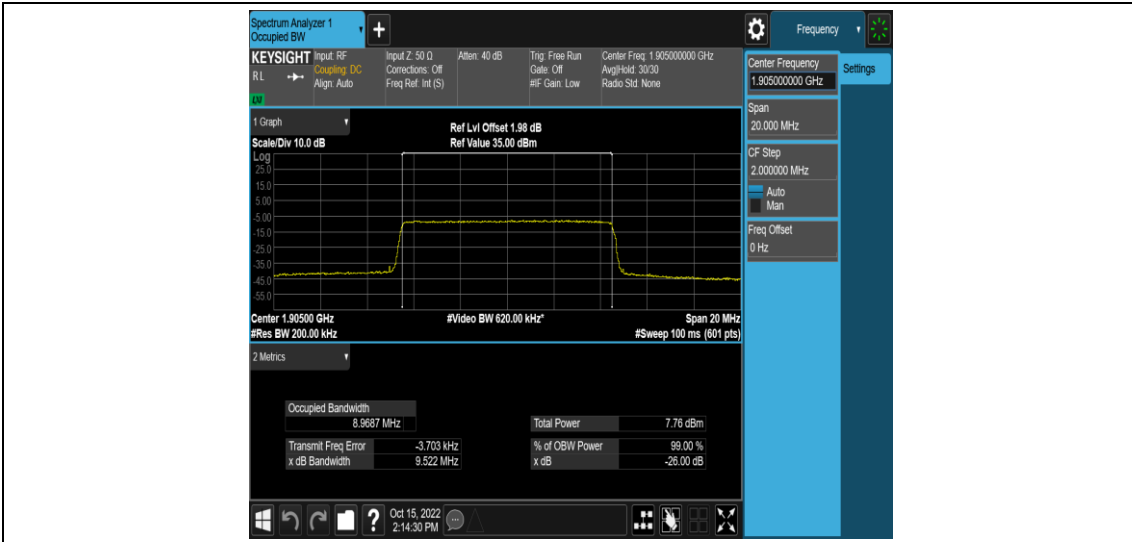 Spectrum Analyzer 1
Occupied BW
+
Frequency
KEYSIGHT
RL
LXI
Input: RF
Coupling: DC
Align: Auto
Input Z: 50 Ω
Corrections: Off
Freq Ref: Int (S)
Atten: 40 dB
Trig: Free Run
Gate: Off
#IF Gain: Low
Center Freq: 1.905000000 GHz
Avg|Hold: 30/30
Radio Std: None
Center Frequency
1.905000000 GHz
Settings
Span
20.000 MHz
CF Step
2.000000 MHz
Auto
Man
Freq Offset
0 Hz
1 Graph
Scale/Div 10.0 dB
Ref Lvl Offset 1.98 dB
Ref Value 35.00 dBm
Log
25.0
15.0
5.00
-5.00
-15.0
-25.0
-35.0
-45.0
-55.0
Center 1.90500 GHz
#Video BW 620.00 kHz*
Span 20 MHz
#Res BW 200.00 kHz
#Sweep 100 ms (601 pts)
2 Metrics
Occupied Bandwidth
8.9687 MHz
Total Power 7.76 dBm
Transmit Freq Error -3.703 kHz
% of OBW Power 99.00 %
x dB Bandwidth 9.522 MHz
x dB -26.00 dB
?
Oct 15, 2022
2:14:30 PM